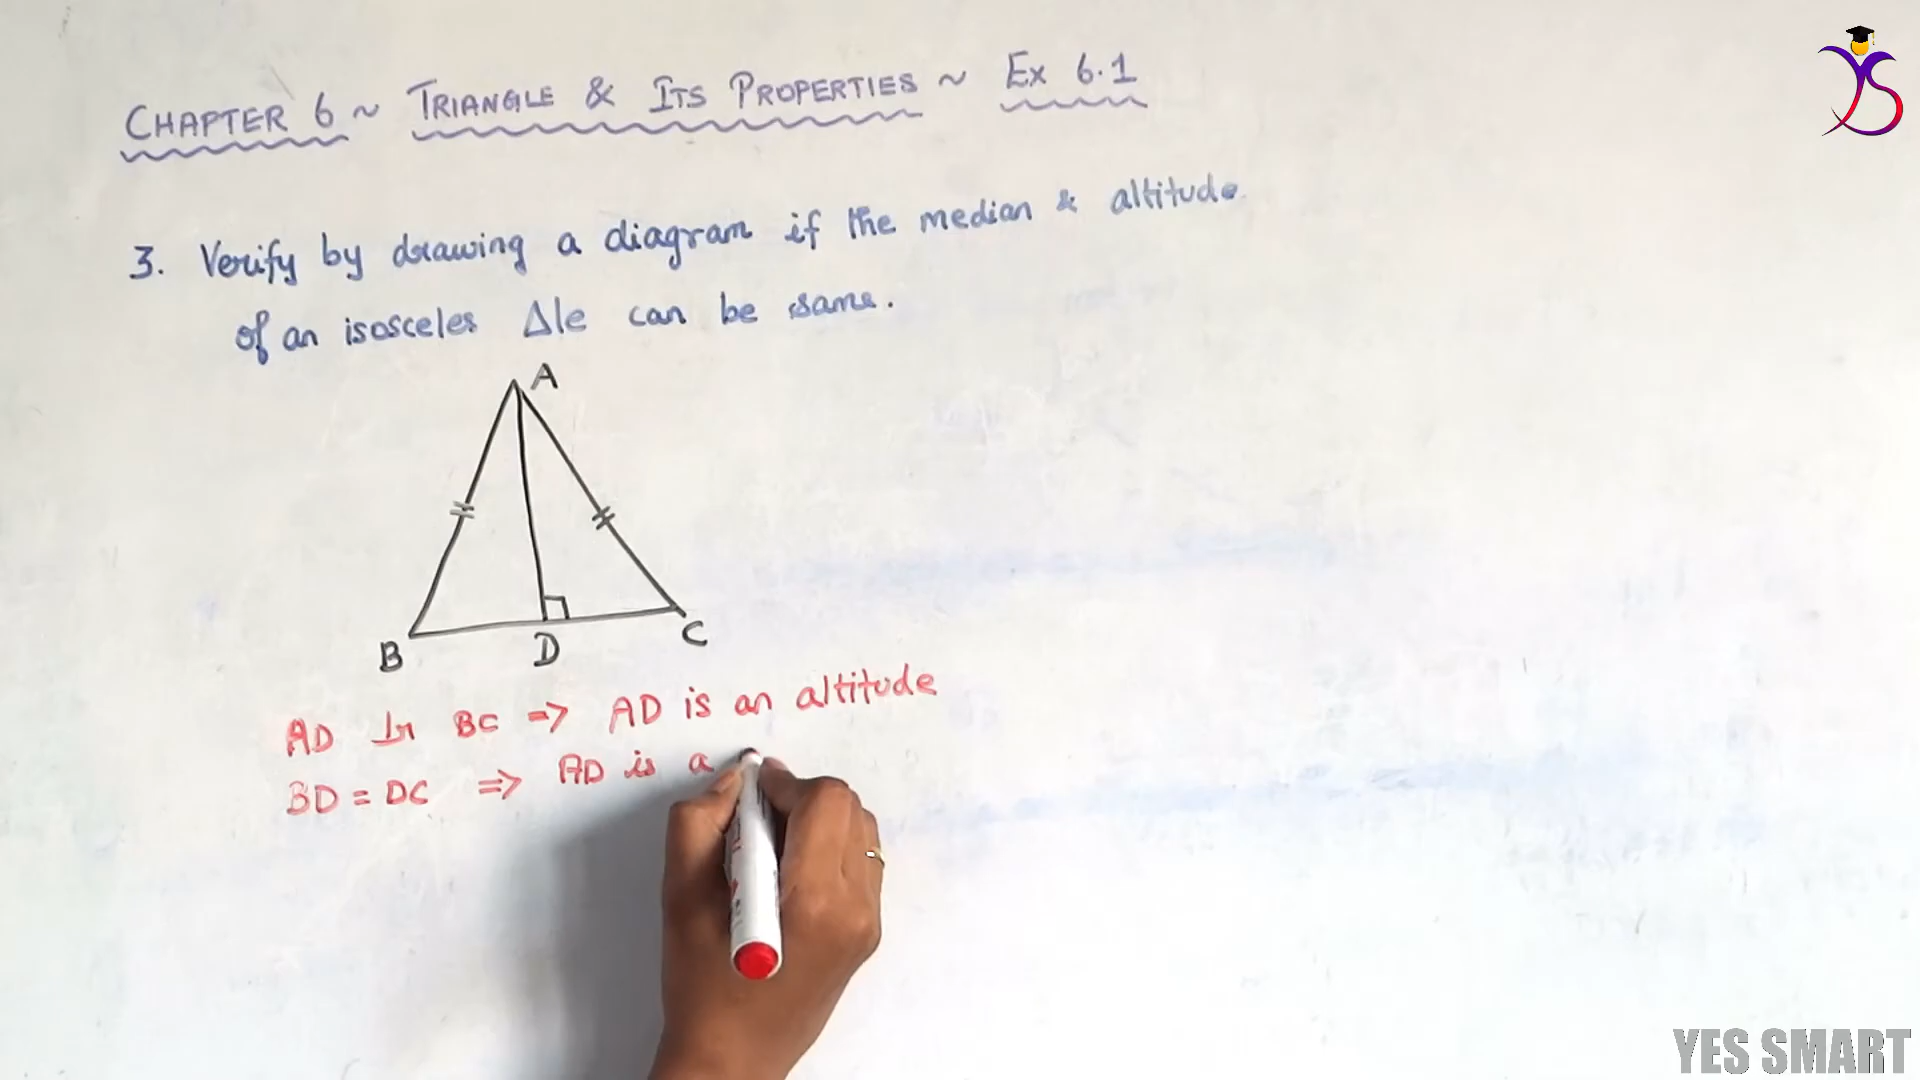 CHAPTER 6 ~ TRIANGLE & ITS PROPERTIES ~ Ex 6.1
3. Verify by drawing a diagram if the median & altitude
of an isosceles Δle can be same.
A
B
D
C
AD ⊥r BC => AD is an altitude
BD = DC => AD is a
YS
YES SMART